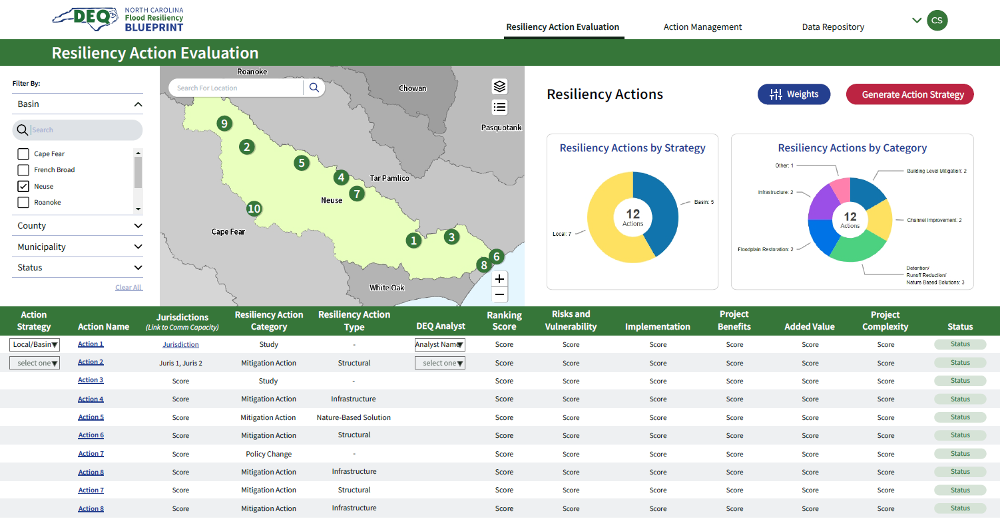 DEQ
NORTH CAROLINA
Flood Resiliency
BLUEPRINT
Resiliency Action Evaluation
Action Management
Data Repository
CS
Resiliency Action Evaluation
Filter By:
Basin
Search
Cape Fear
French Broad
Neuse
Roanoke
County
Municipality
Status
Clear All
Roanoke
Search For Location
Chowan
Pasquotank
9
2
5
4
Tar Pamlico
7
Neuse
10
Cape Fear
1
3
6
8
White Oak
+
−
Resiliency Actions
Weights
Generate Action Strategy
Resiliency Actions by Strategy
12
Actions
Basin: 5
Local: 7
Resiliency Actions by Category
Other: 1
Building Level Mitigation: 2
Infrastructure: 2
12
Actions
Channel Improvement: 2
Floodplain Restoration: 2
Detention/
Runoff Reduction/
Nature Based Solutions: 3
Action Strategy Action Name Jurisdictions (Link to Comm Capacity) Resiliency Action Category Resiliency Action Type DEQ Analyst Ranking Score Risks and Vulnerability Implementation Project Benefits Added Value Project Complexity Status
Local/Basin Action 1 Jurisdiction Study - Analyst Name Score Score Score Score Score Score Status
select one Action 2 Juris 1, Juris 2 Mitigation Action Structural select one Score Score Score Score Score Score Status
Action 3 Score Study - Score Score Score Score Score Score Status
Action 4 Score Mitigation Action Infrastructure Score Score Score Score Score Score Status
Action 5 Score Mitigation Action Nature-Based Solution Score Score Score Score Score Score Status
Action 6 Score Mitigation Action Structural Score Score Score Score Score Score Status
Action 7 Score Policy Change - Score Score Score Score Score Score Status
Action 8 Score Mitigation Action Infrastructure Score Score Score Score Score Score Status
Action 7 Score Mitigation Action Structural Score Score Score Score Score Score Status
Action 8 Score Mitigation Action Infrastructure Score Score Score Score Score Score Status